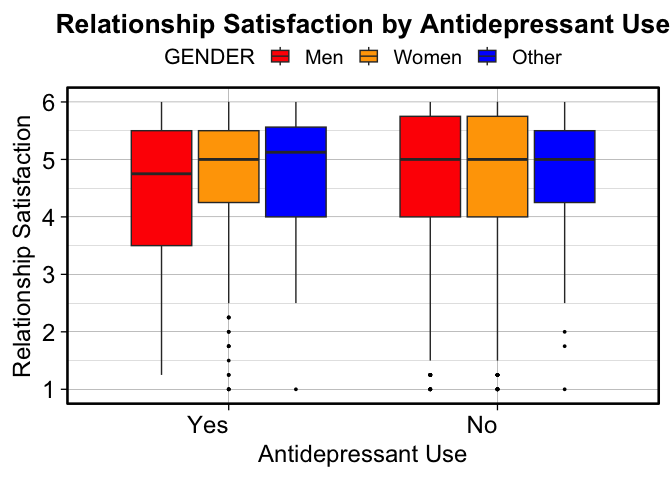 Relationship Satisfaction by Antidepressant Use
GENDER Men Women Other
Relationship Satisfaction
6
5
4
3
2
1
Yes No
Antidepressant Use